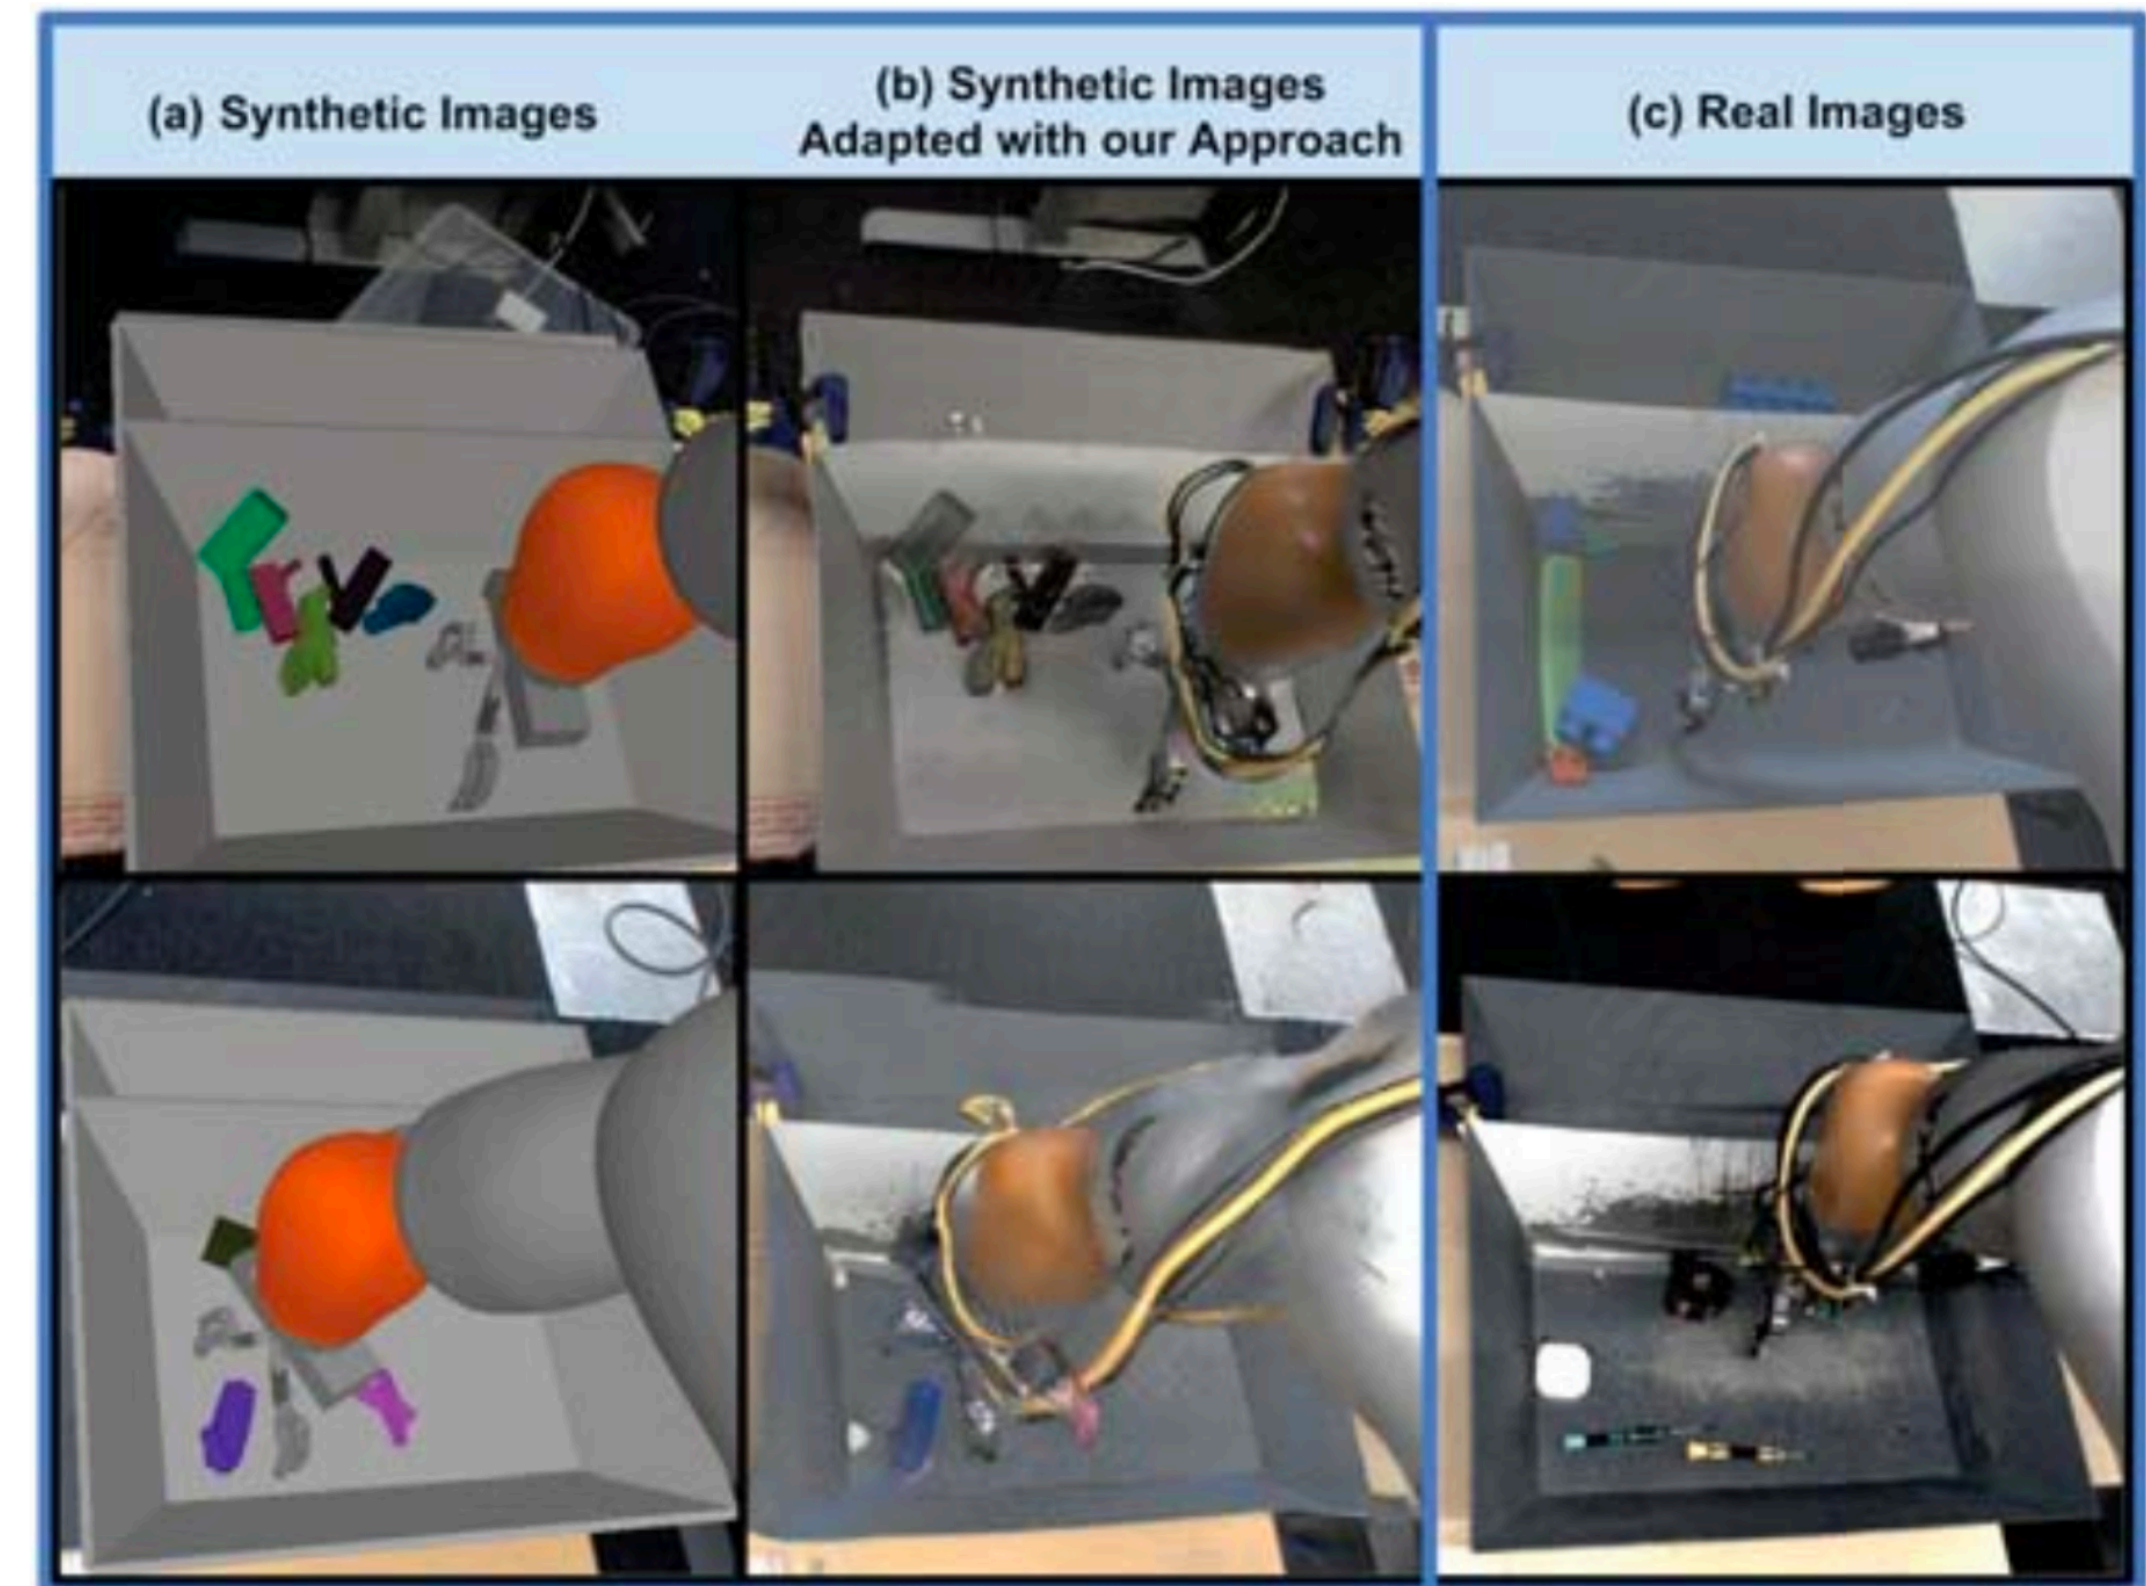 (a) Synthetic Images
(b) Synthetic Images
Adapted with our Approach
(c) Real Images